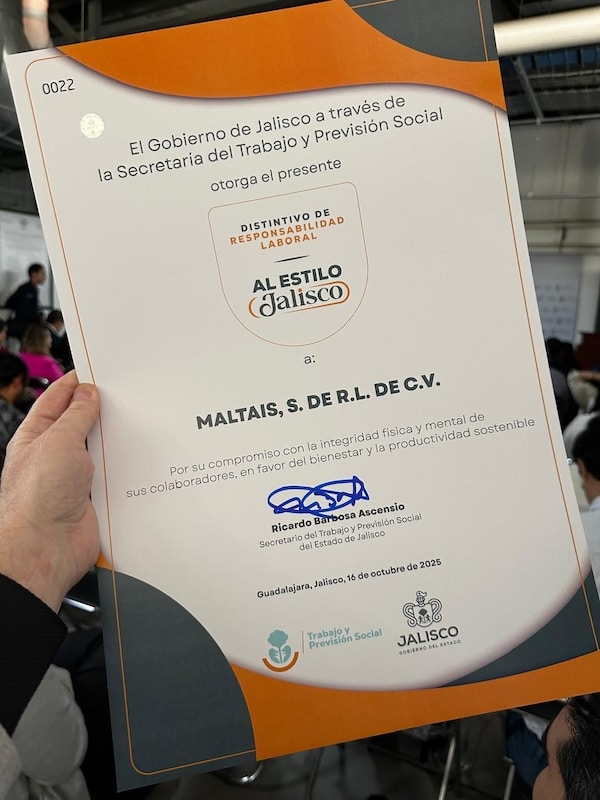 0022
El Gobierno de Jalisco a través de
la Secretaria del Trabajo y Previsión Social
otorga el presente
DISTINTIVO DE
RESPONSABILIDAD
LABORAL
AL ESTILO
Jalisco
a:
MALTAIS, S. DE R.L. DE C.V.
Por su compromiso con la integridad física y mental de
sus colaboradores, en favor del bienestar y la productividad sostenible
Ricardo Barbosa Ascensio
Secretario del Trabajo y Previsión Social
del Estado de Jalisco
Guadalajara, Jalisco, 16 de octubre de 2025
Trabajo y
Previsión Social
JALISCO
GOBIERNO DEL ESTADO